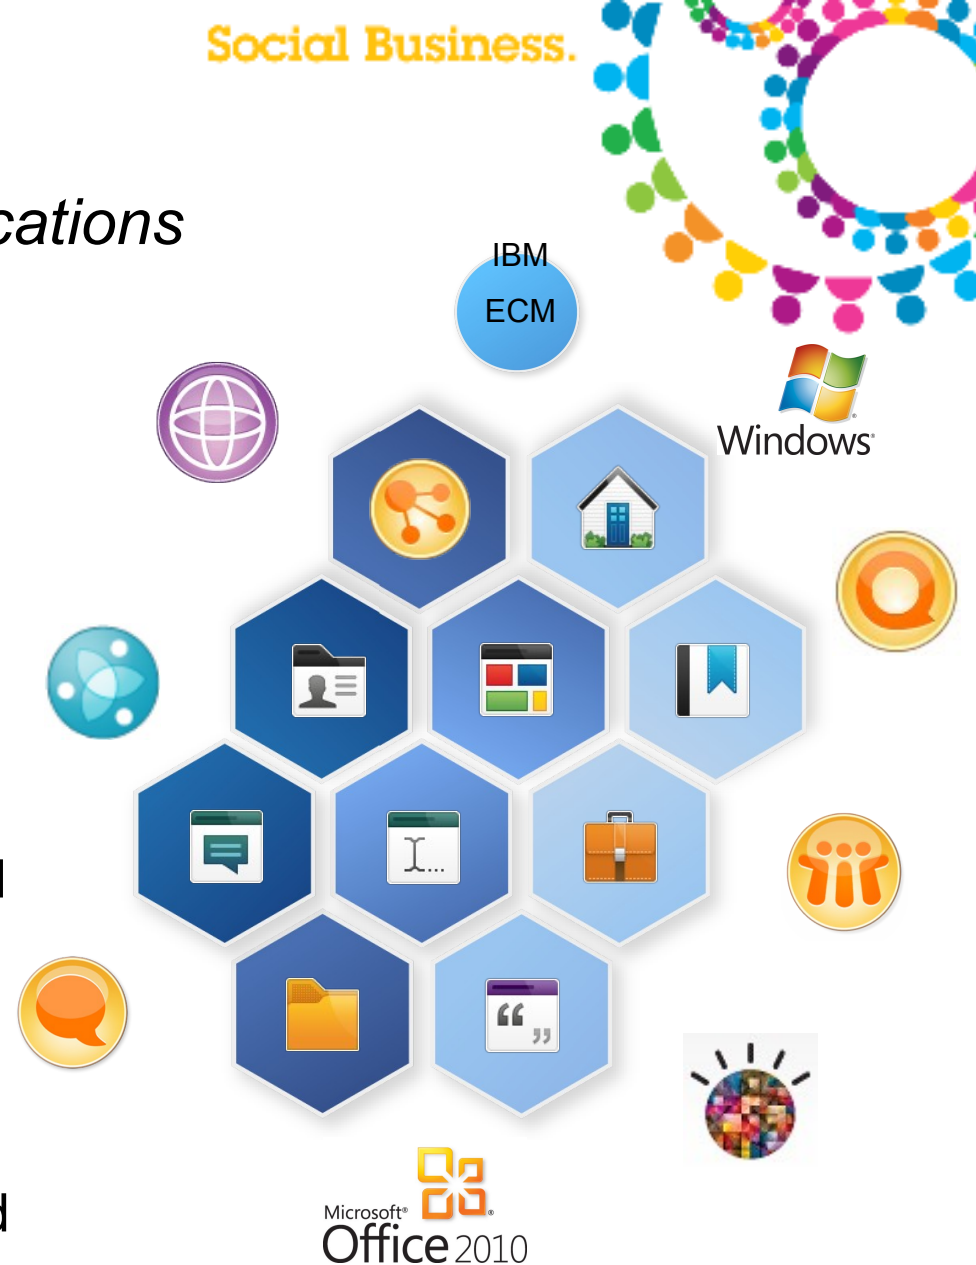 Social Business.
cations
IBM
ECM
Windows®
Microsoft®
Office 2010